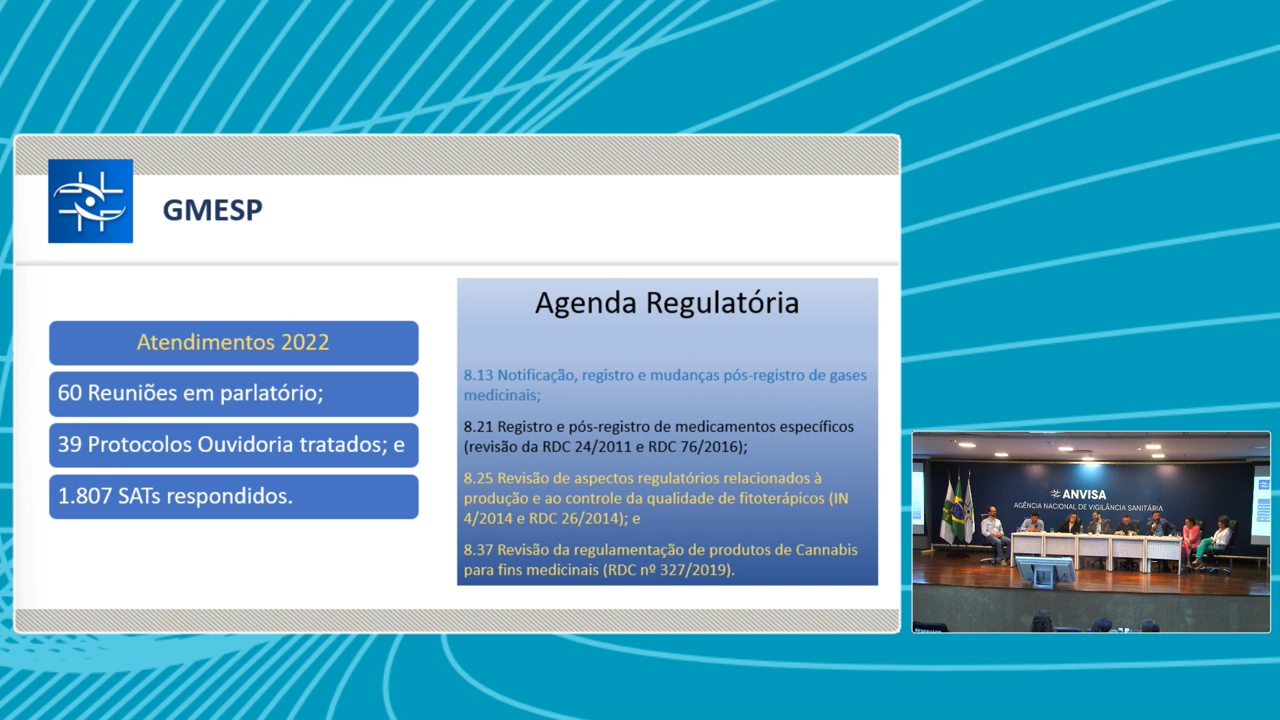 GMESP
Atendimentos 2022
60 Reuniões em parlatório;
39 Protocolos Ouvidoria tratados; e
1.807 SATs respondidos.
Agenda Regulatória
8.13 Notificação, registro e mudanças pós-registro de gases
medicinais;
8.21 Registro e pós-registro de medicamentos específicos
(revisão da RDC 24/2011 e RDC 76/2016);
8.25 Revisão de aspectos regulatórios relacionados à
produção e ao controle da qualidade de fitoterápicos (IN
4/2014 e RDC 26/2014); e
8.37 Revisão da regulamentação de produtos de Cannabis
para fins medicinais (RDC nº 327/2019).
ANVISA
AGÊNCIA NACIONAL DE VIGILÂNCIA SANITÁRIA